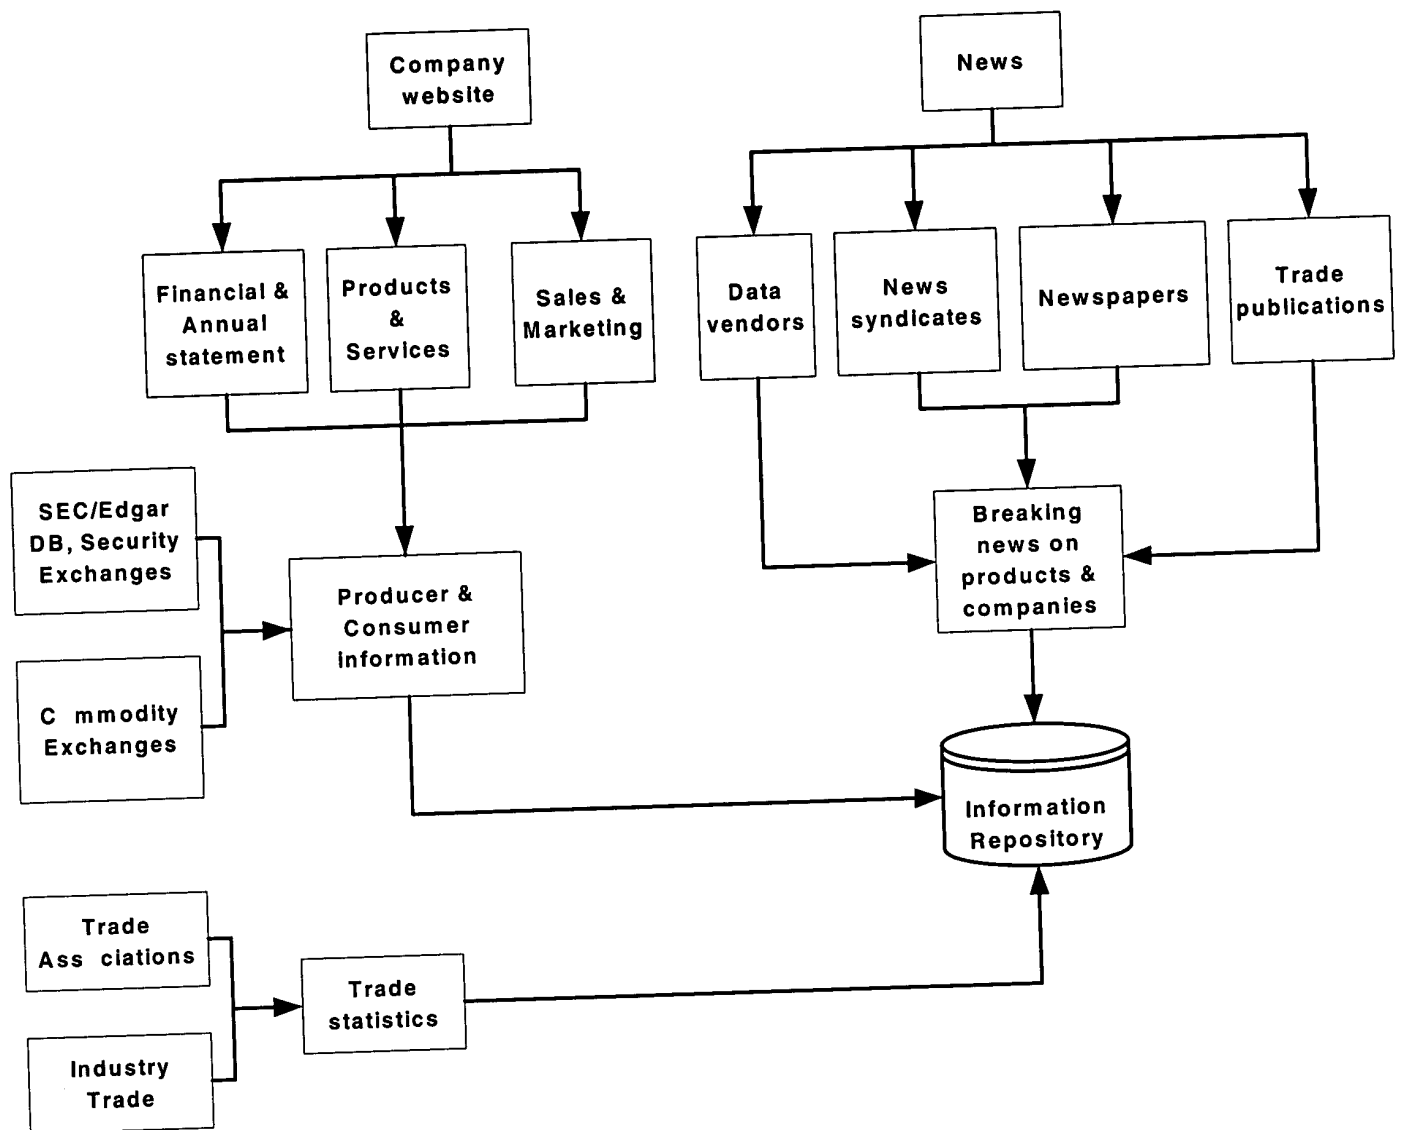 Company
website
News
Financial &
Annual
statement
Products
&
Services
Sales &
Marketing
Data
vendors
News
syndicates
Newspapers
Trade
publications
SEC/Edgar
DB, Security
Exchanges
Producer &
Consumer
information
Breaking
news on
products &
companies
C mmodity
Exchanges
Information
Repository
Trade
Ass ciations
Trade
statistics
Industry
Trade